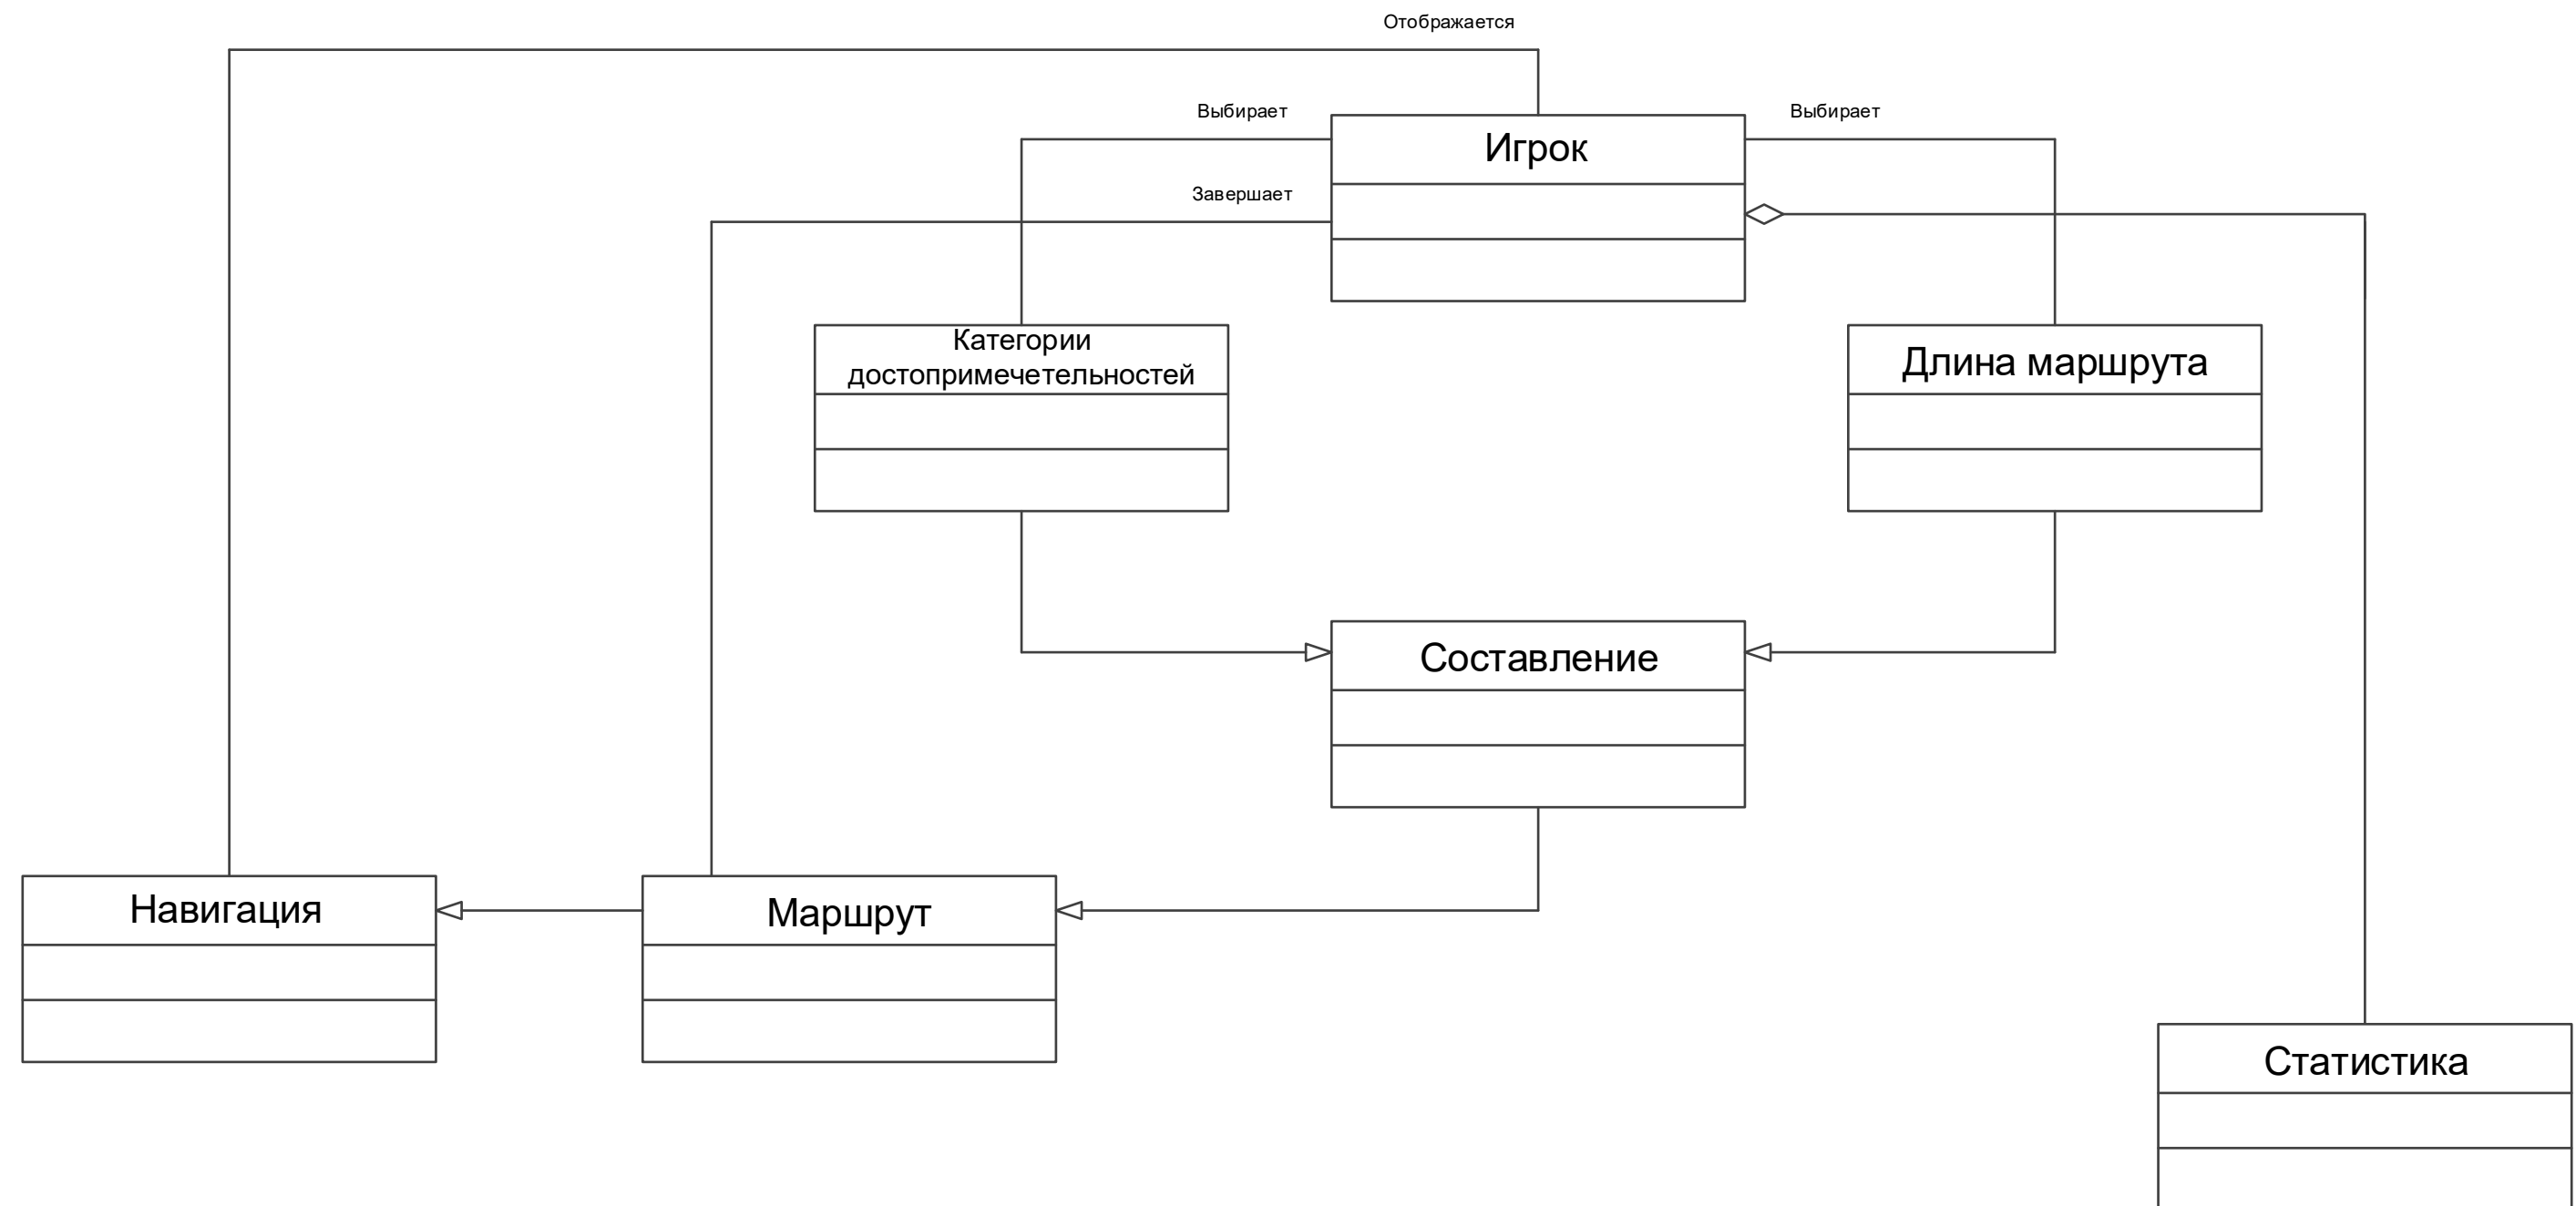 Отображается
Выбирает
Выбирает
Игрок
Завершает
Категории
достопримечетельностей
Длина маршрута
Составление
Навигация
Маршрут
Статистика